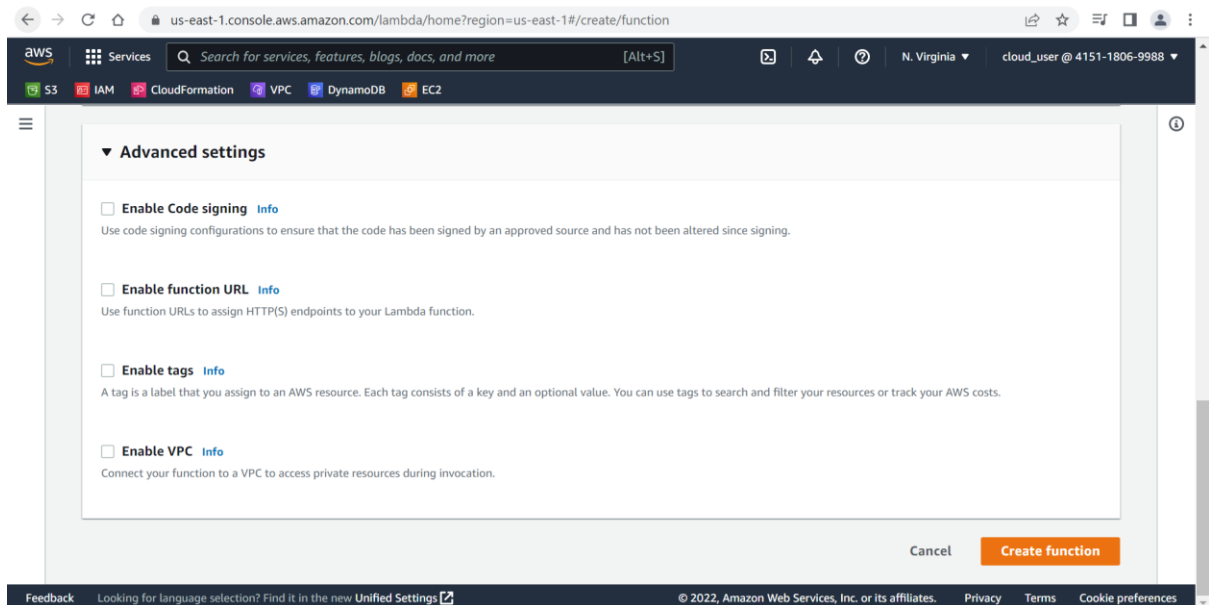 us-east-1.console.aws.amazon.com/lambda/home?region=us-east-1#/create/function
aws Services Search for services, features, blogs, docs, and more [Alt+S] N. Virginia ▼ cloud_user @ 4151-1806-9988 ▼
S3 IAM CloudFormation VPC DynamoDB EC2
▼ Advanced settings
Enable Code signing Info
Use code signing configurations to ensure that the code has been signed by an approved source and has not been altered since signing.
Enable function URL Info
Use function URLs to assign HTTP(S) endpoints to your Lambda function.
Enable tags Info
A tag is a label that you assign to an AWS resource. Each tag consists of a key and an optional value. You can use tags to search and filter your resources or track your AWS costs.
Enable VPC Info
Connect your function to a VPC to access private resources during invocation.
Cancel Create function
Feedback Looking for language selection? Find it in the new Unified Settings © 2022, Amazon Web Services, Inc. or its affiliates. Privacy Terms Cookie preferences